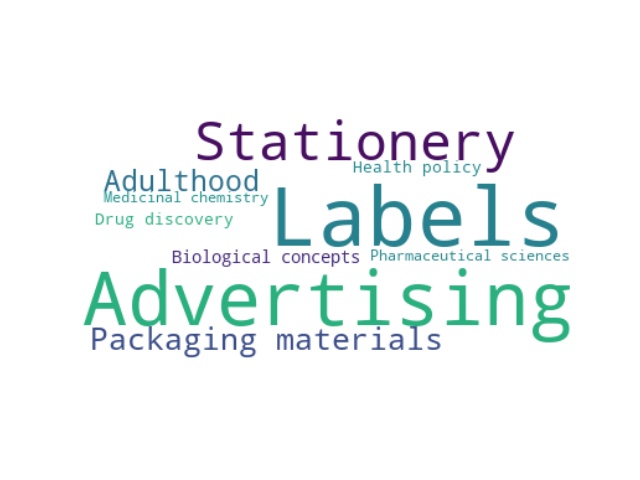 Stationery
Health policy
Adulthood
Medicinal chemistry
Labels
Drug discovery
Biological concepts
Pharmaceutical sciences
Advertising
Packaging materials